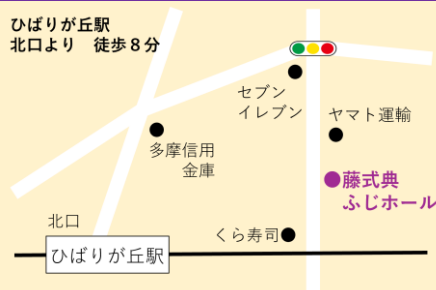 ひばりが丘駅
北口より　徒歩８分
セブン
イレブン
ヤマト運輸
多摩信用
金庫
藤式典
ふじホール
北口
くら寿司
ひばりが丘駅